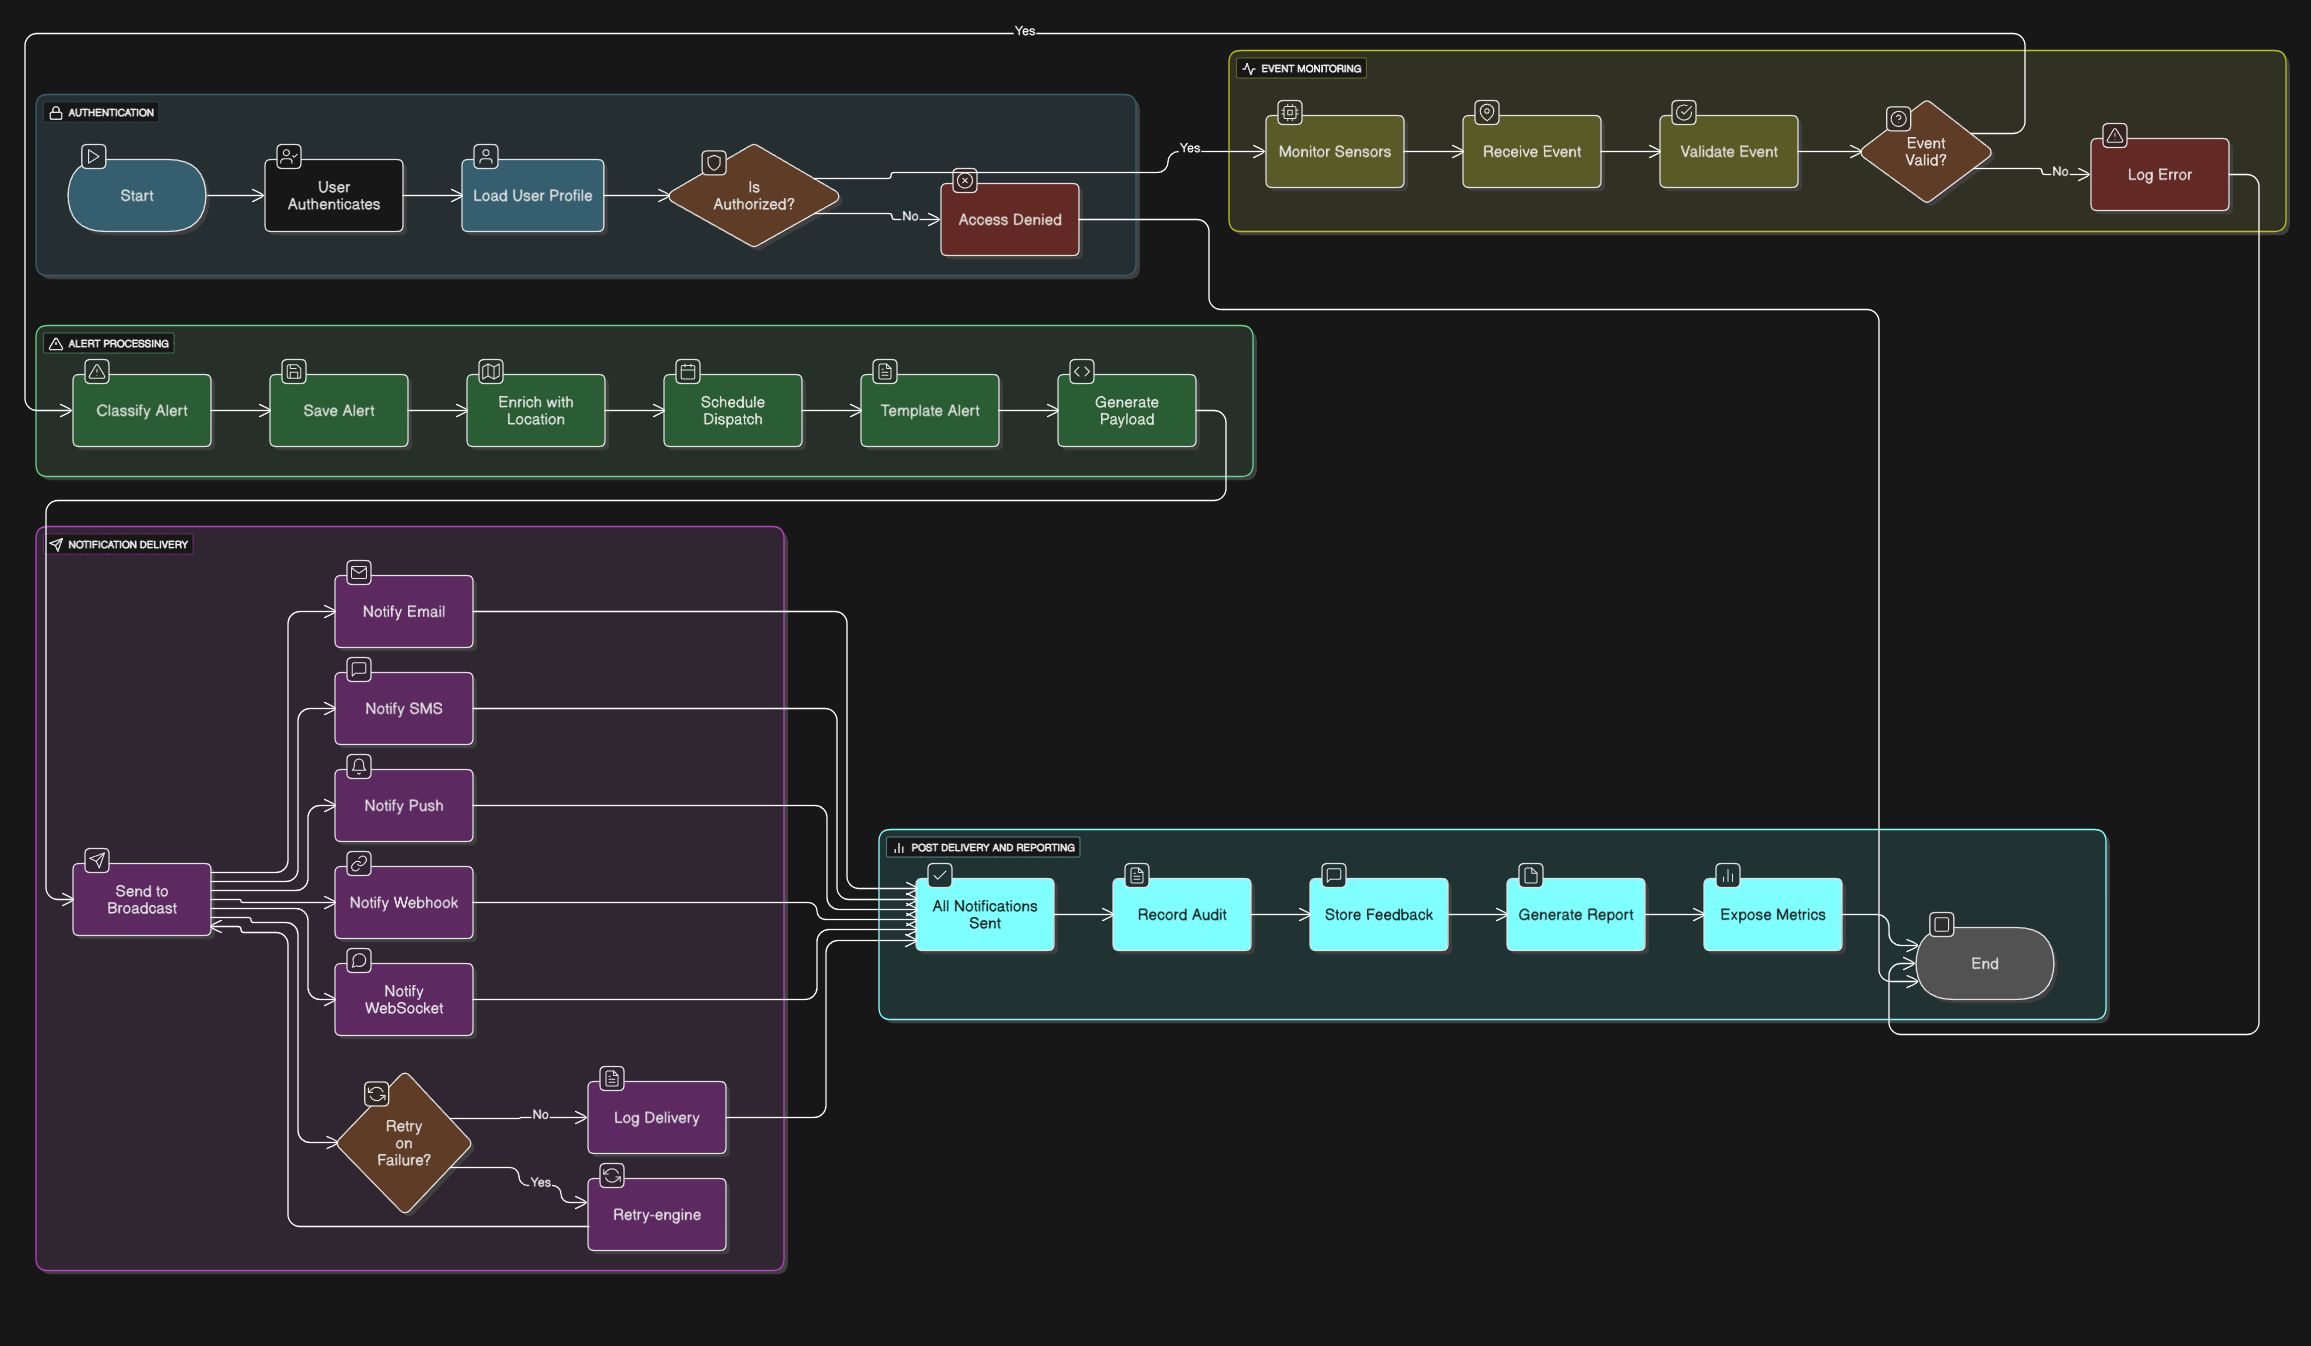 Yes
EVENT MONITORING
Monitor Sensors
Receive Event
Validate Event
Event
Valid?
No
Log Error
AUTHENTICATION
Start
User
Authenticates
Load User Profile
Is
Authorized?
Yes
No
Access Denied
ALERT PROCESSING
Classify Alert
Save Alert
Enrich with
Location
Schedule
Dispatch
Template Alert
Generate
Payload
NOTIFICATION DELIVERY
Send to
Broadcast
Notify Email
Notify SMS
Notify Push
Notify Webhook
Notify
WebSocket
Retry
on
Failure?
No
Log Delivery
Yes
Retry-engine
POST DELIVERY AND REPORTING
All Notifications
Sent
Record Audit
Store Feedback
Generate Report
Expose Metrics
End